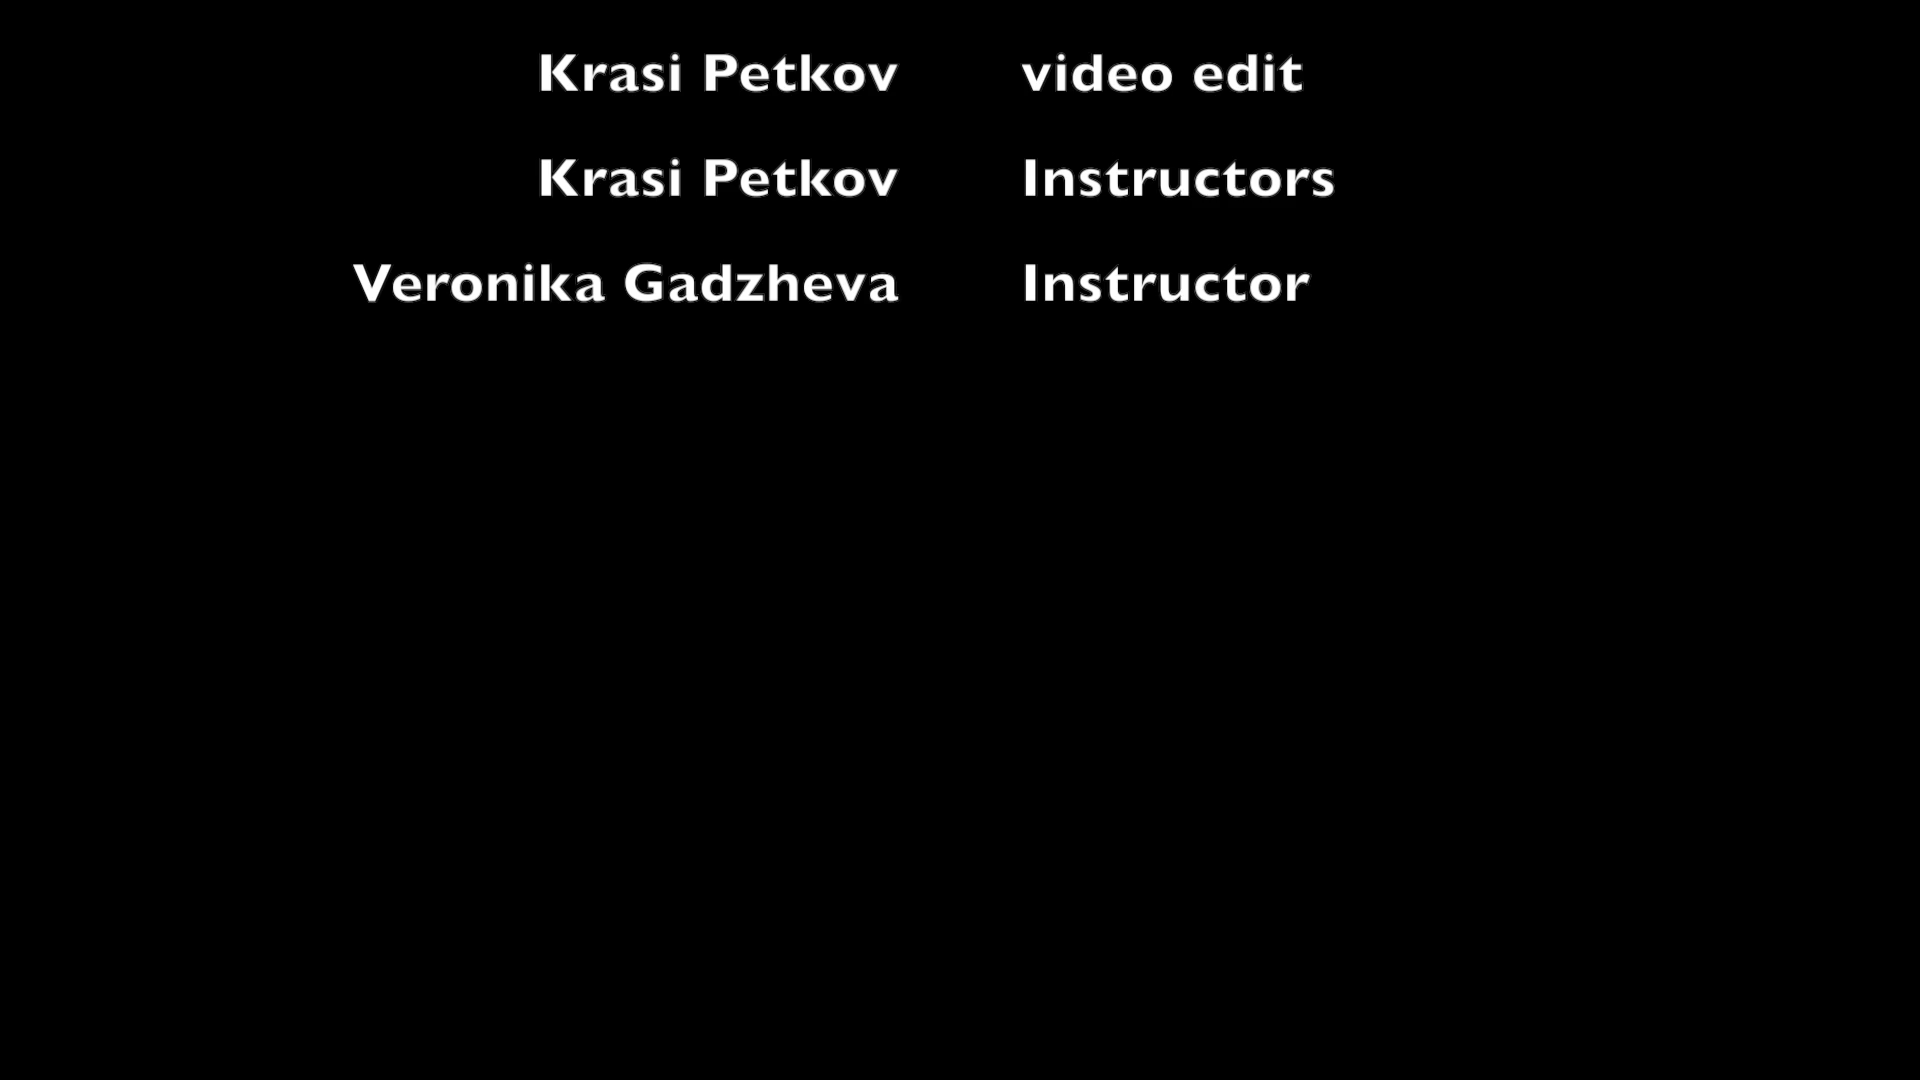 Krasi Petkov video edit
Krasi Petkov Instructors
Veronika Gadzheva Instructor